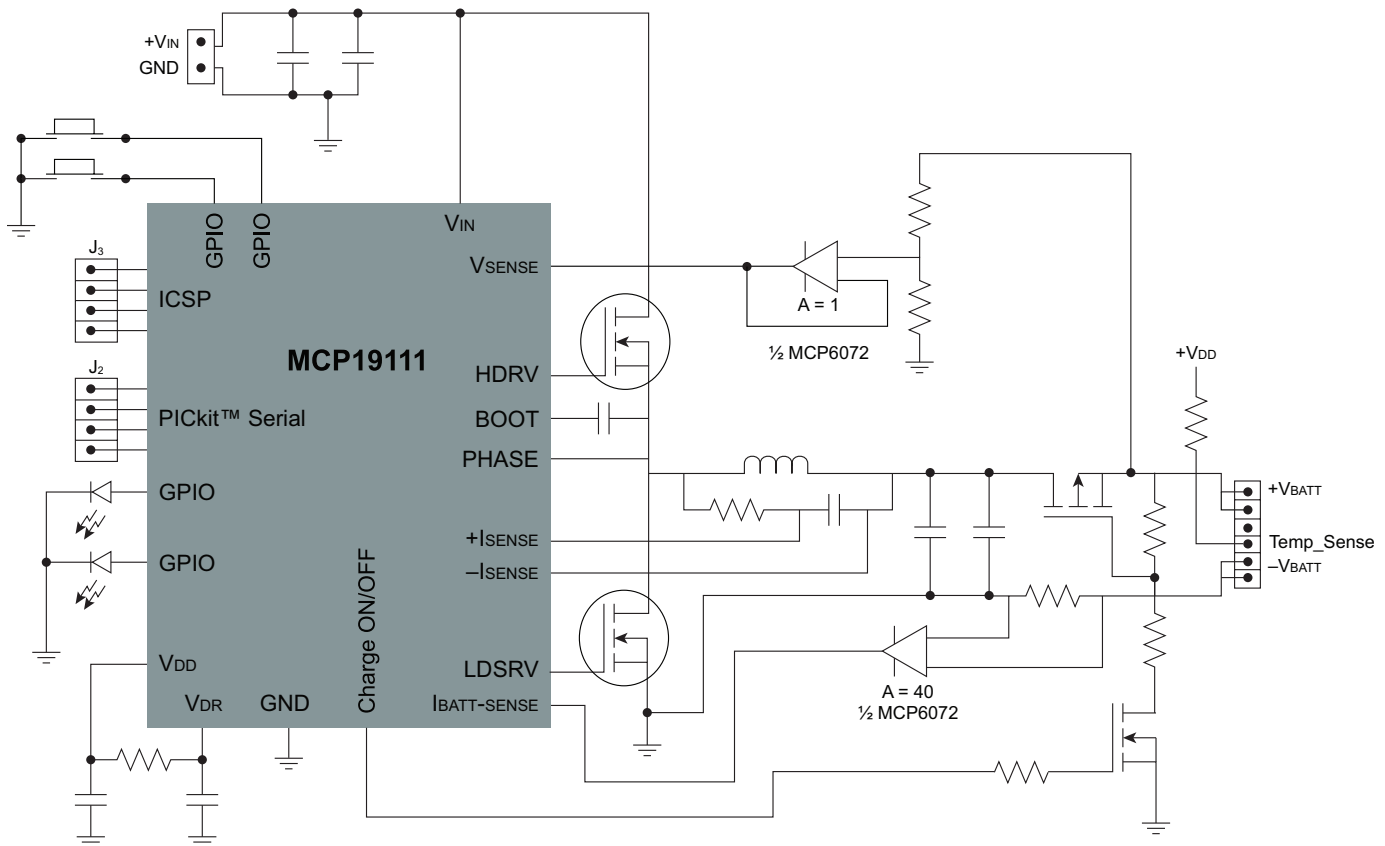 +VIN
GND
GPIO
GPIO
VIN
J3
ICSP
VSENSE
A = 1
½ MCP6072
MCP19111
+VDD
J2
HDRV
PICkit™ Serial
BOOT
PHASE
GPIO
+VBATT
+ISENSE
Temp_Sense
GPIO
–ISENSE
–VBATT
Charge ON/OFF
VDD
LDSRV
A = 40
½ MCP6072
VDR
GND
IBATT-SENSE